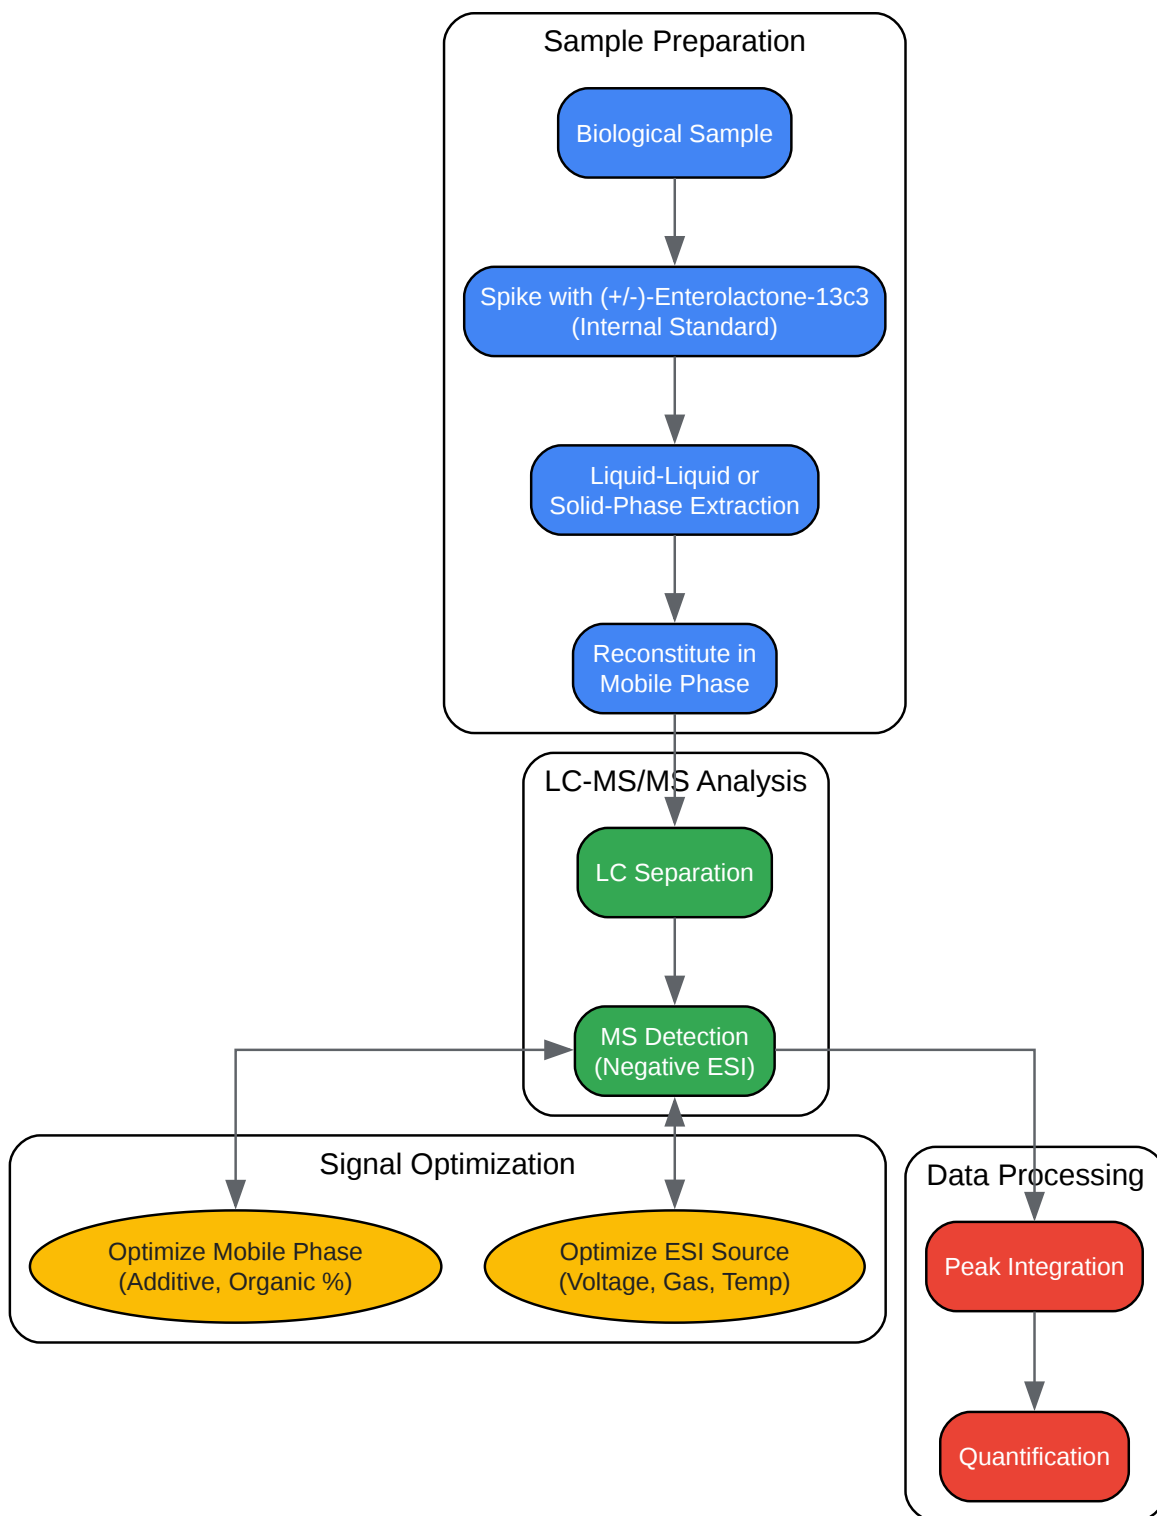 Sample Preparation
Biological Sample
Spike with (+/-)-Enterolactone-13c3
(Internal Standard)
Liquid-Liquid or
Solid-Phase Extraction
Reconstitute in
Mobile Phase
LC-MS/MS Analysis
LC Separation
MS Detection
(Negative ESI)
Signal Optimization
Optimize Mobile Phase
(Additive, Organic %)
Optimize ESI Source
(Voltage, Gas, Temp)
Data Processing
Peak Integration
Quantification